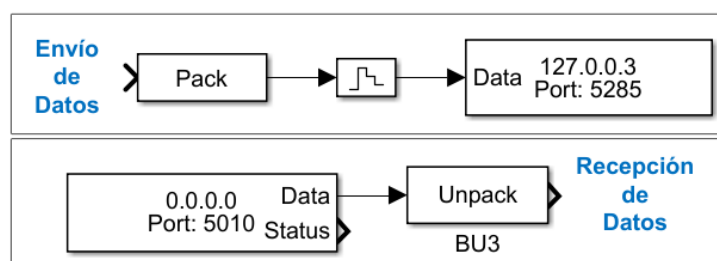 Envío
de
Datos
Pack
Data
127.0.0.3
Port: 5285
0.0.0.0
Port: 5010
Data
Status
Unpack
BU3
Recepción
de
Datos